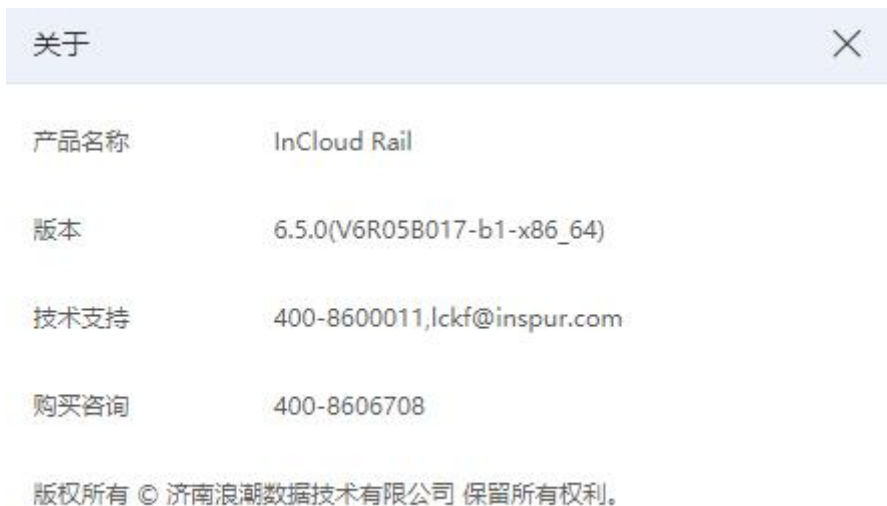 关于
产品名称 InCloud Rail
版本 6.5.0(V6R05B017-b1-x86_64)
技术支持 400-8600011,lckf@inspur.com
购买咨询 400-8606708
版权所有 © 济南浪潮数据技术有限公司 保留所有权利。